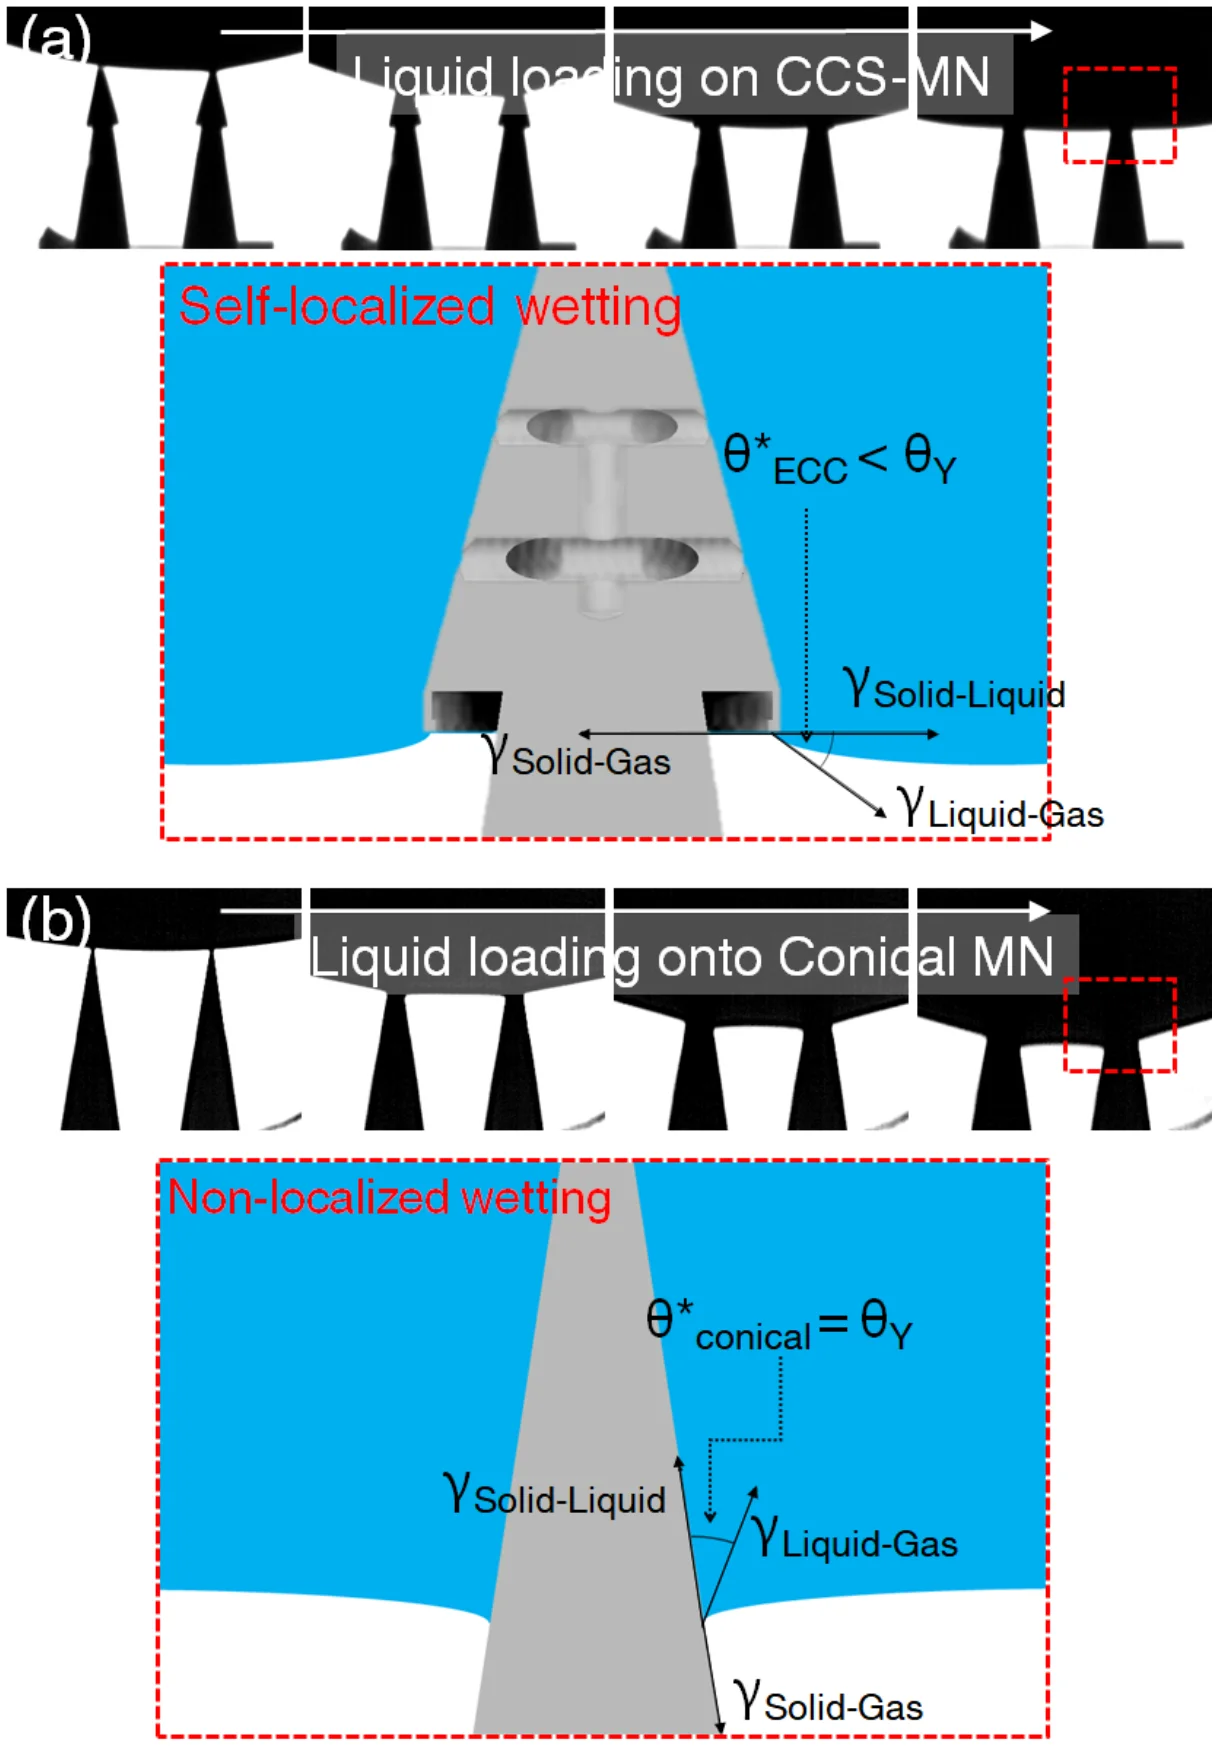 (a)
Liquid loading on CCS-MN
Self-localized wetting
θ*ECC < θY
γSolid-Liquid
γSolid-Gas
γLiquid-Gas
(b)
Liquid loading onto Conical MN
Non-localized wetting
θ*conical = θY
γSolid-Liquid
γLiquid-Gas
γSolid-Gas